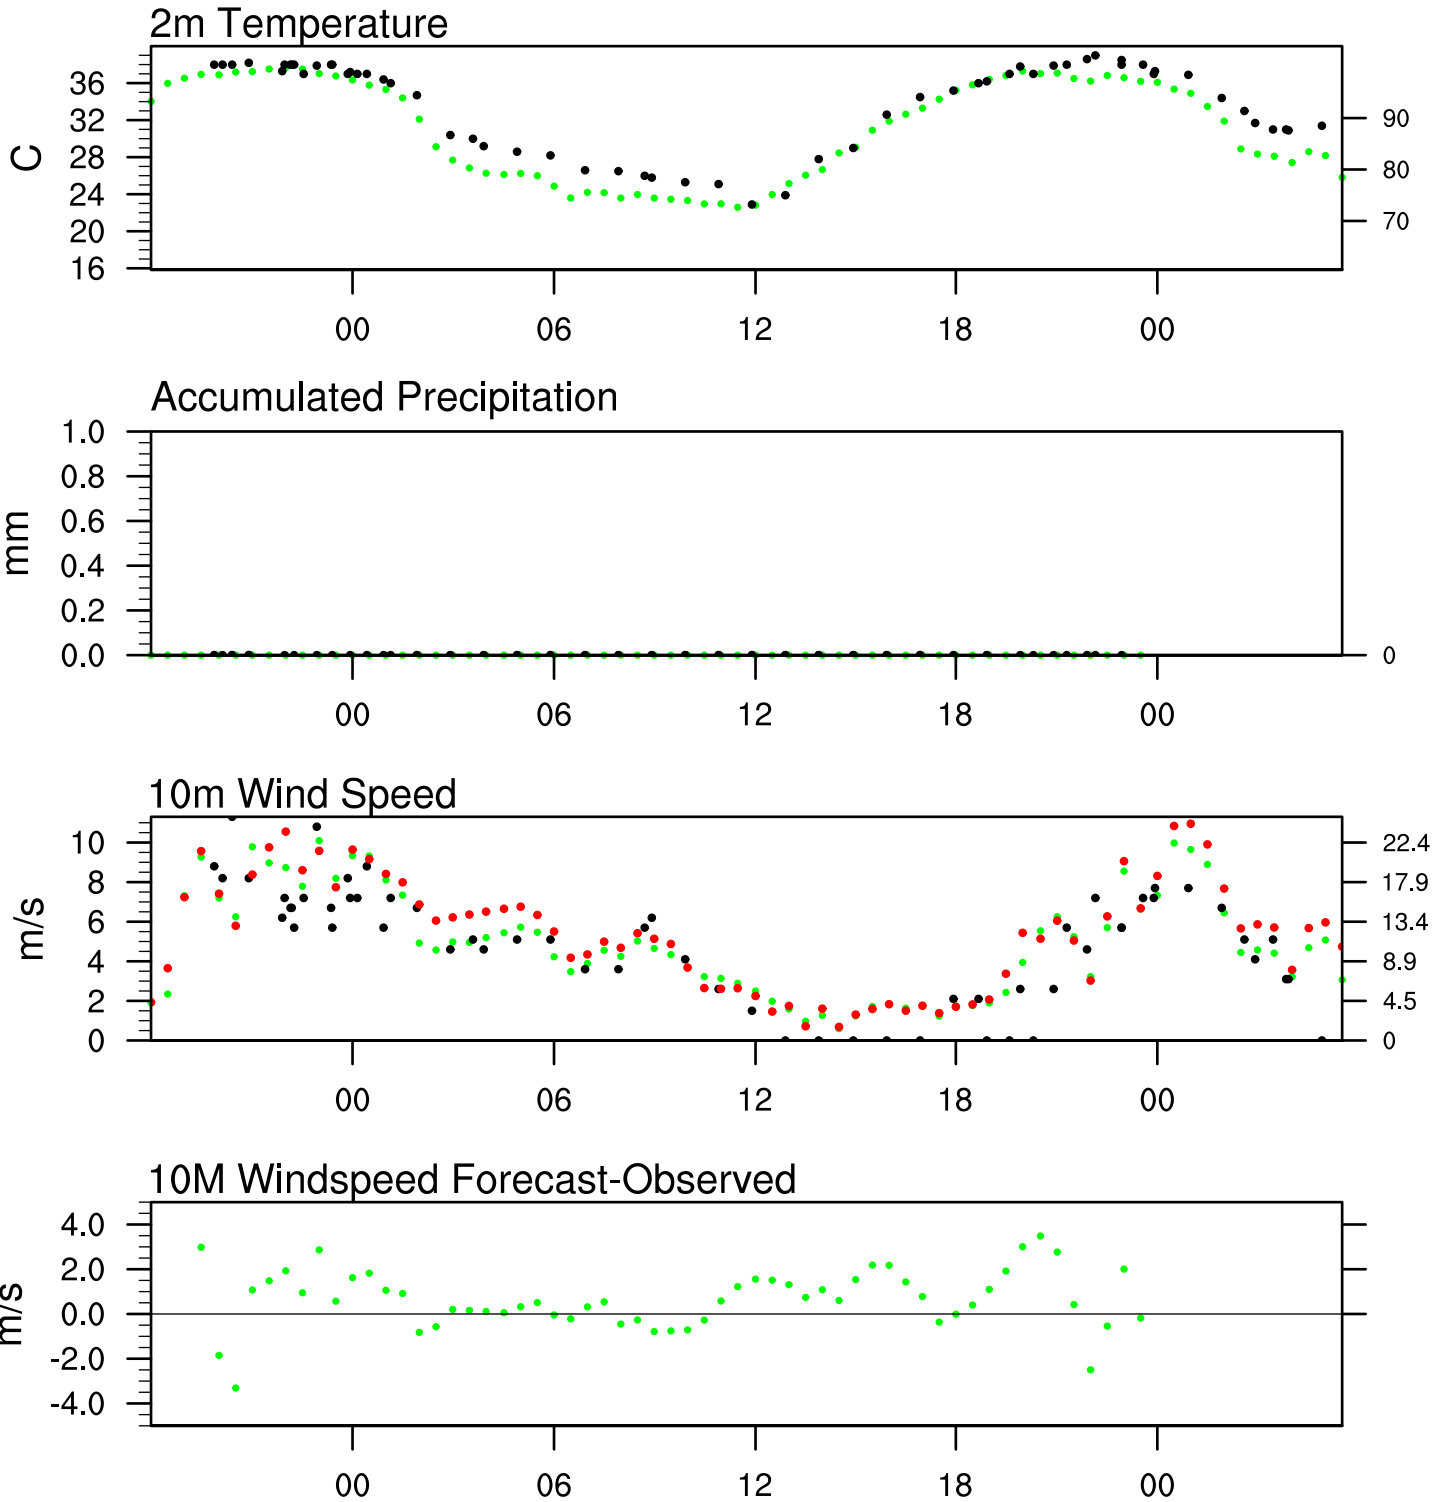 2m Temperature
36
32
28
24
20
16
C
90
80
70
00 06 12 18 00
Accumulated Precipitation
1.0
0.8
0.6
0.4
0.2
0.0
mm
0
00 06 12 18 00
10m Wind Speed
10
8
6
4
2
0
m/s
22.4
17.9
13.4
8.9
4.5
0
00 06 12 18 00
10M Windspeed Forecast-Observed
4.0
2.0
0.0
-2.0
-4.0
m/s
00 06 12 18 00